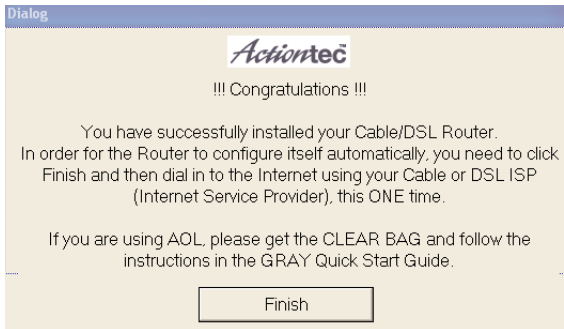 Dialog
Actiontec
!!! Congratulations !!!
You have successfully installed your Cable/DSL Router.
In order for the Router to configure itself automatically, you need to click
Finish and then dial in to the Internet using your Cable or DSL ISP
(Internet Service Provider), this ONE time.
If you are using AOL, please get the CLEAR BAG and follow the
instructions in the GRAY Quick Start Guide.
Finish